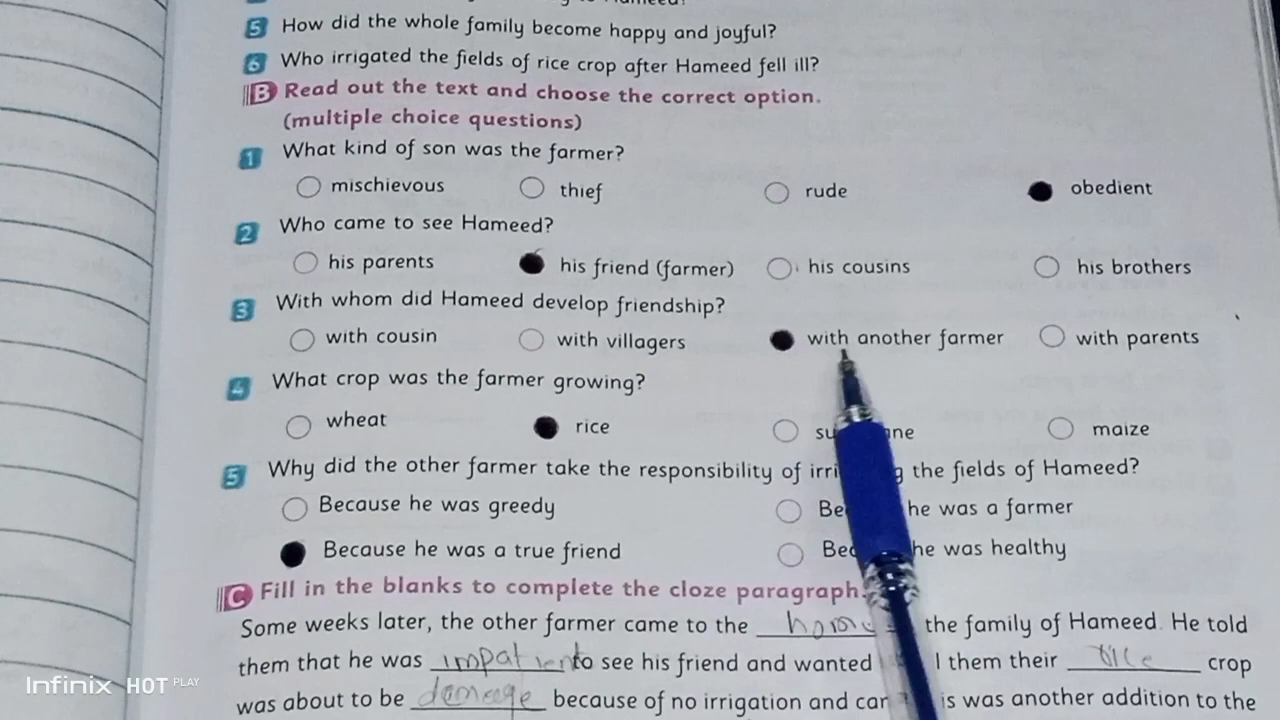 5 How did the whole family become happy and joyful?
6 Who irrigated the fields of rice crop after Hameed fell ill?
B Read out the text and choose the correct option.
(multiple choice questions)
1 What kind of son was the farmer?
mischievous thief rude obedient
2 Who came to see Hameed?
his parents his friend (farmer) his cousins his brothers
3 With whom did Hameed develop friendship?
with cousin with villagers with another farmer with parents
4 What crop was the farmer growing?
wheat rice maize
5 Why did the other farmer take the responsibility of the fields of Hameed?
Because he was greedy he was a farmer
Because he was a true friend he was healthy
C Fill in the blanks to complete the cloze paragraph.
Some weeks later, the other farmer came to the home the family of Hameed. He told
them that he was impatient to see his friend and wanted them their rice crop
was about to be damage because of no irrigation and car is was another addition to the
Infinix HOT PLAY